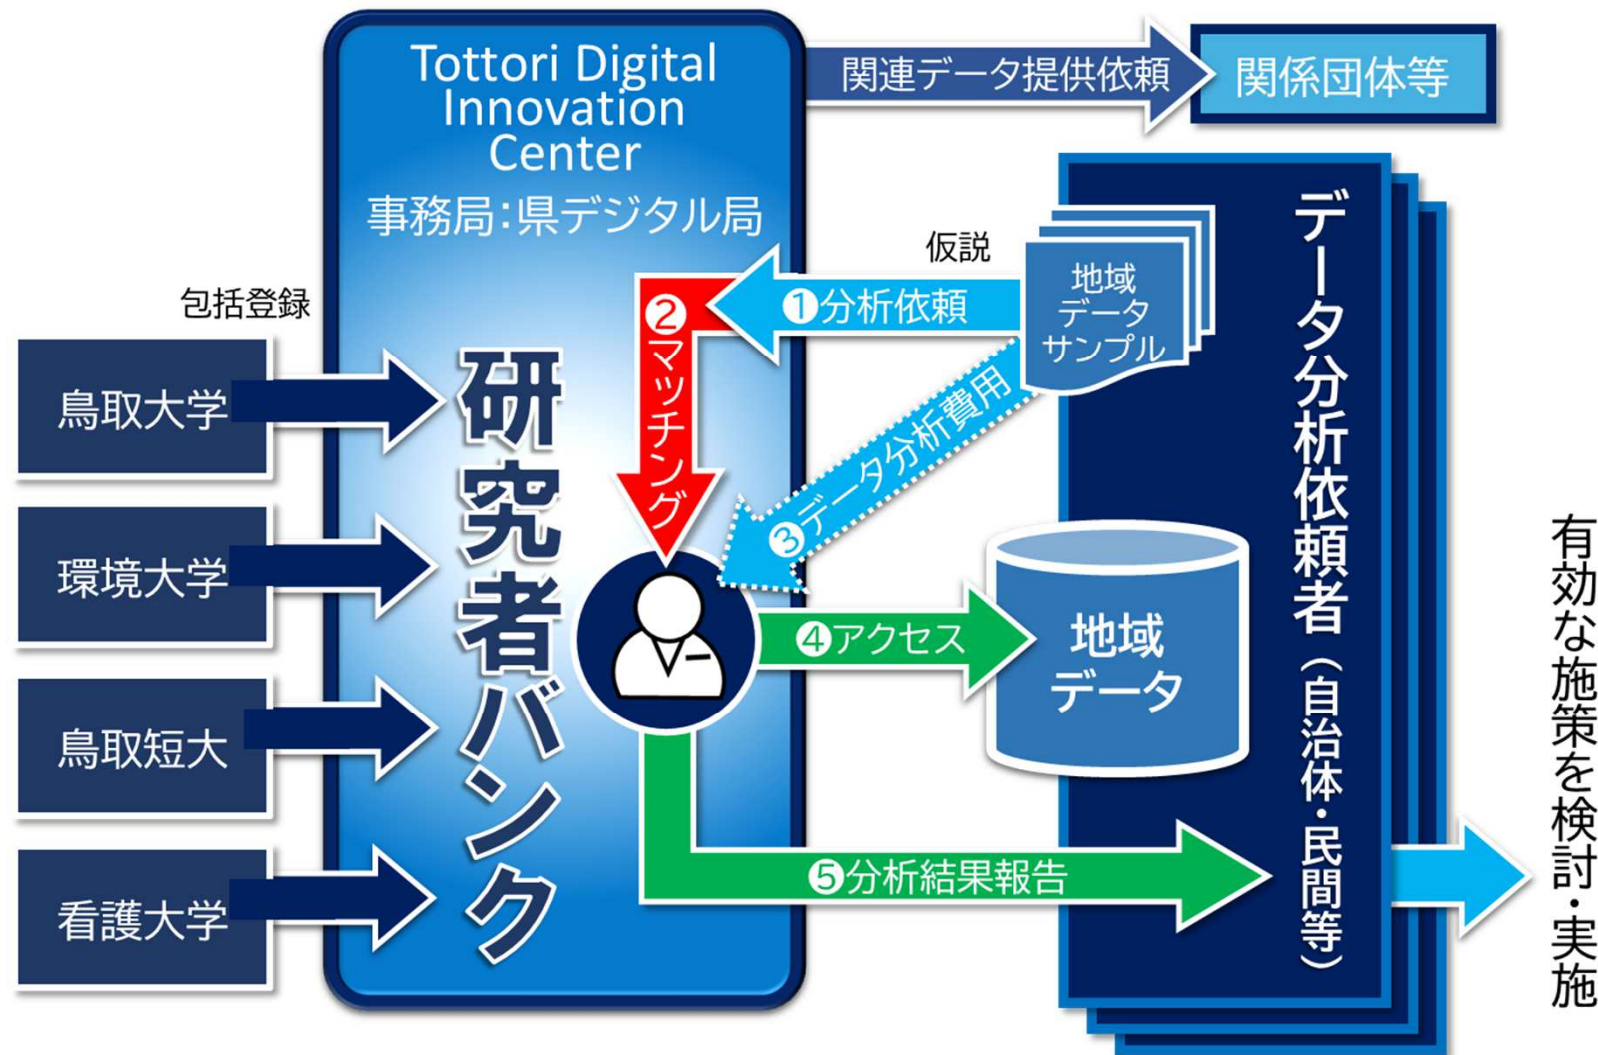 Tottori Digital
Innovation
Center
事務局：県デジタル局
関連データ提供依頼
関係団体等
包括登録
鳥取大学
環境大学
鳥取短大
看護大学
研究者バンク
仮説
❶分析依頼
❷マッチング
❸データ分析費用
❹アクセス
❺分析結果報告
地域
データ
サンプル
地域
データ
データ分析依頼者（自治体・民間等）
有効な施策を検討・実施